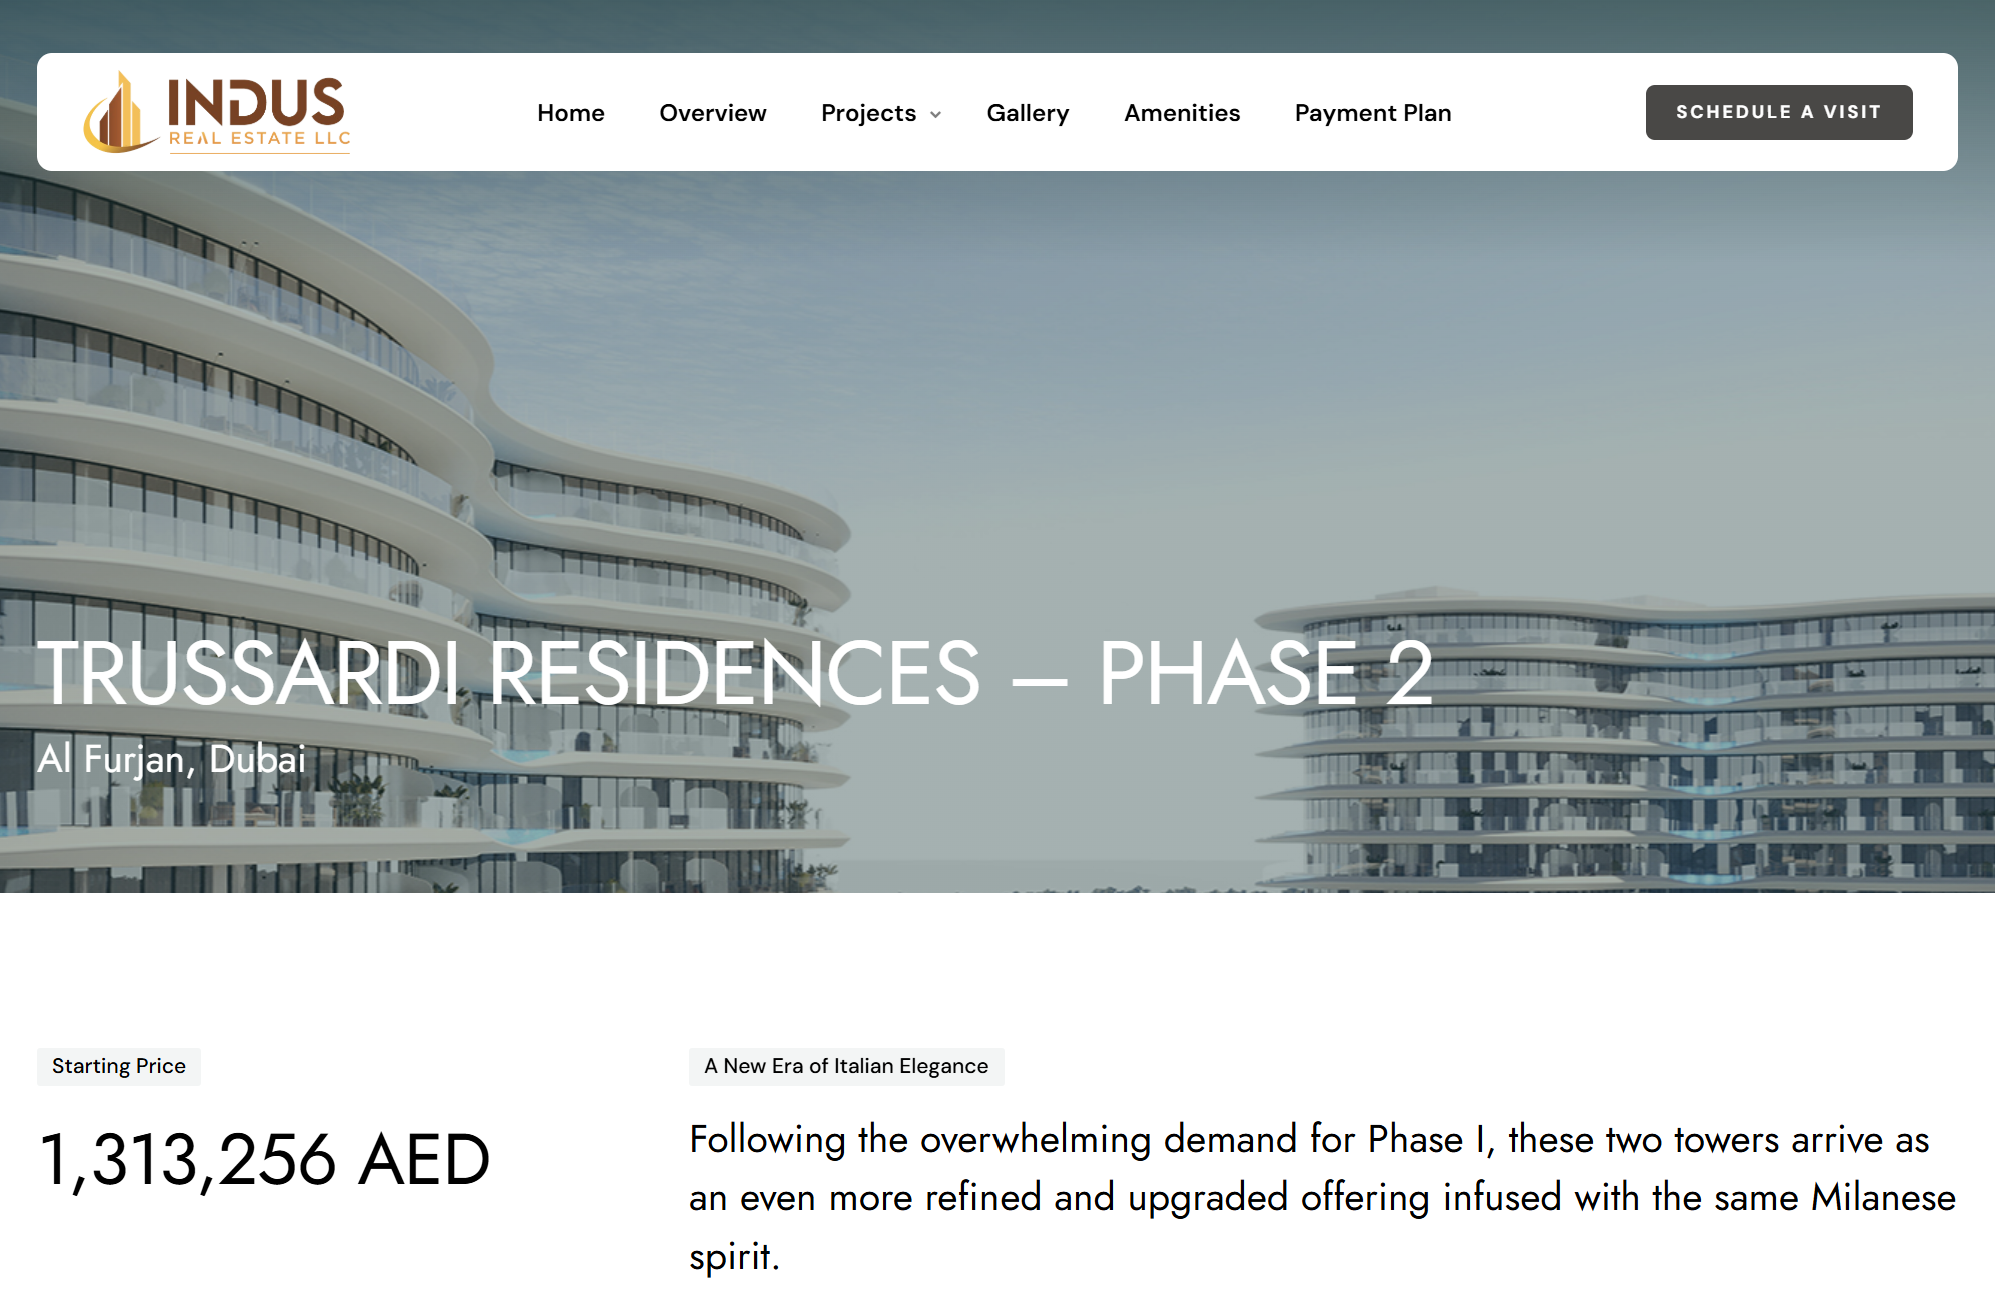 INDUS
REAL ESTATE LLC
Home Overview Projects Gallery Amenities Payment Plan
SCHEDULE A VISIT
TRUSSARDI RESIDENCES – PHASE 2
Al Furjan, Dubai
Starting Price
1,313,256 AED
A New Era of Italian Elegance
Following the overwhelming demand for Phase I, these two towers arrive as
an even more refined and upgraded offering infused with the same Milanese
spirit.